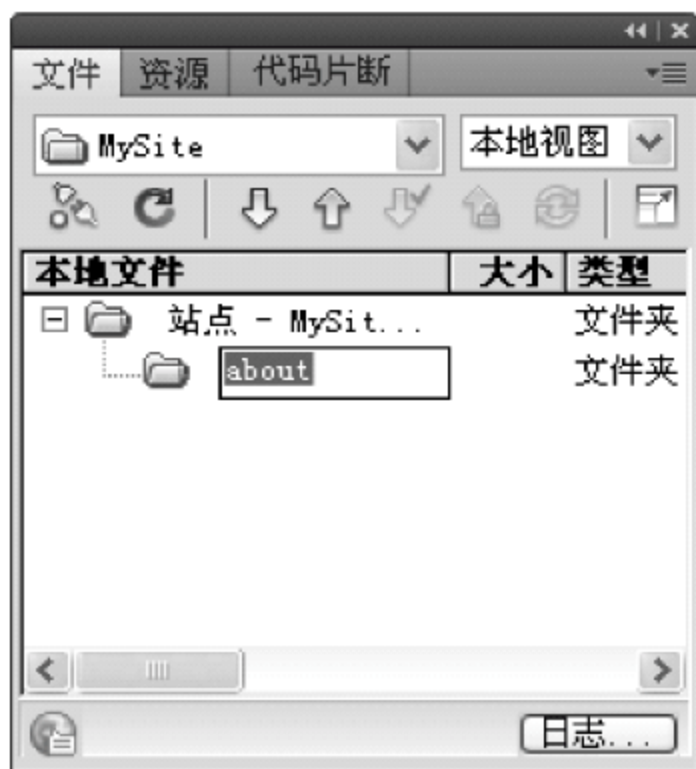 文件 资源 代码片断
MySite 本地视图
本地文件 大小 类型
站点 - MySit... 文件夹
about 文件夹
日志...